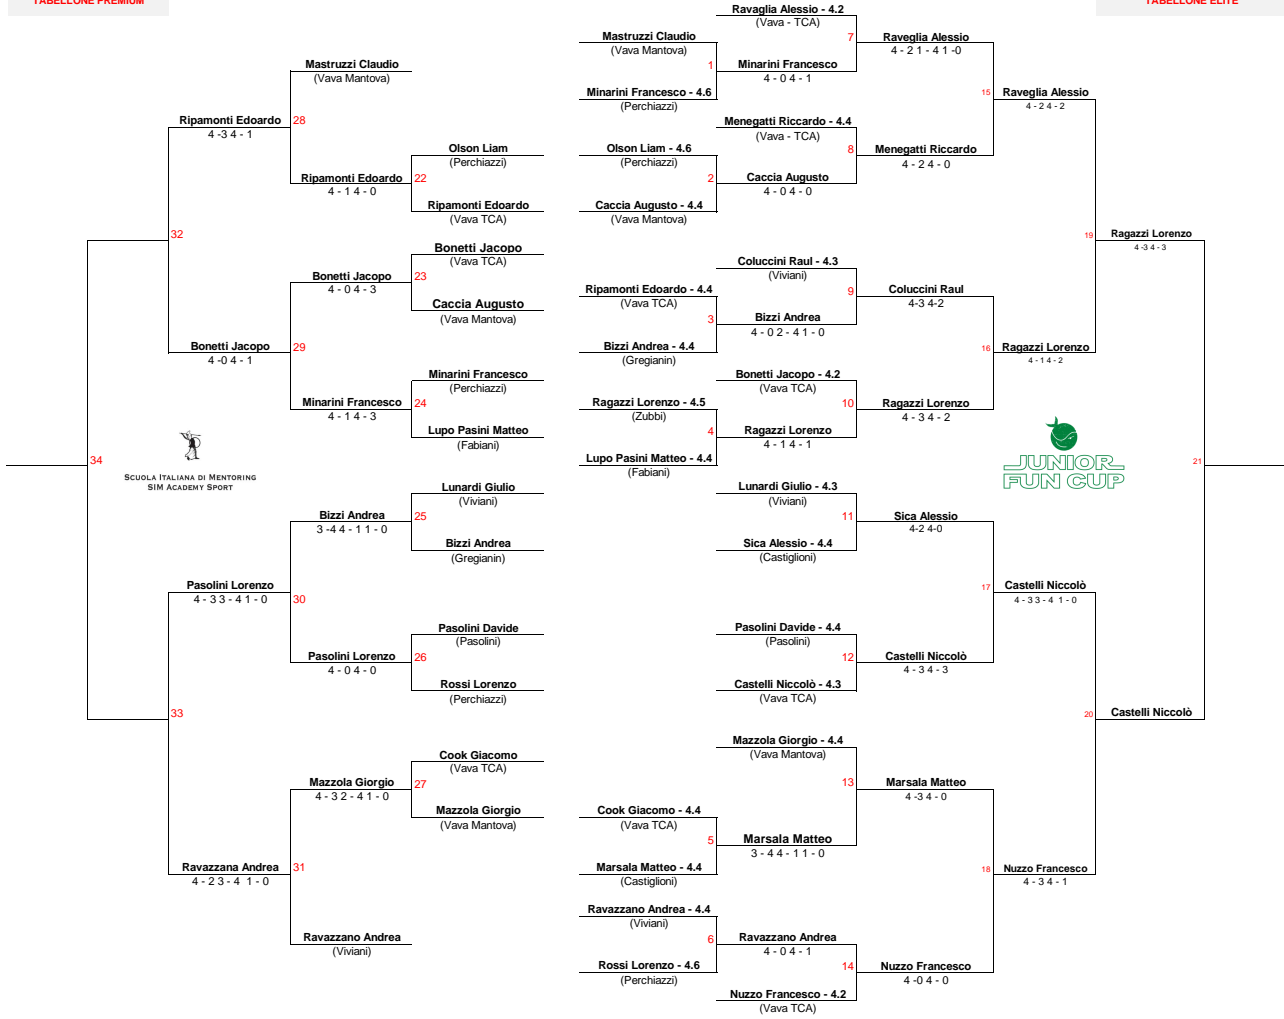 TABELLONE PREMIUM
TABELLONE ELITE
Mastruzzi Claudio
(Vava Mantova)
28
Ripamonti Edoardo
4 -3 4 - 1
Olson Liam
(Perchiazzi)
22
Ripamonti Edoardo
4 - 1 4 - 0
Ripamonti Edoardo
(Vava TCA)
32
Bonetti Jacopo
(Vava TCA)
23
Bonetti Jacopo
4 - 0 4 - 3
Caccia Augusto
(Vava Mantova)
29
Bonetti Jacopo
4 -0 4 - 1
Minarini Francesco
(Perchiazzi)
24
Minarini Francesco
4 - 1 4 - 3
Lupo Pasini Matteo
(Fabiani)
34
SCUOLA ITALIANA DI MENTORING
SIM ACADEMY SPORT
Lunardi Giulio
(Viviani)
25
Bizzi Andrea
3 -4 4 - 1 1 - 0
Bizzi Andrea
(Gregianin)
30
Pasolini Lorenzo
4 - 3 3 - 4 1 - 0
Pasolini Davide
(Pasolini)
26
Pasolini Lorenzo
4 - 0 4 - 0
Rossi Lorenzo
(Perchiazzi)
33
Cook Giacomo
(Vava TCA)
27
Mazzola Giorgio
4 - 3 2 - 4 1 - 0
Mazzola Giorgio
(Vava Mantova)
31
Ravazzana Andrea
4 - 2 3 - 4 1 - 0
Ravazzano Andrea
(Viviani)
Ravaglia Alessio - 4.2
(Vava - TCA)
7
Mastruzzi Claudio
(Vava Mantova)
1
Minarini Francesco
4 - 0 4 - 1
Minarini Francesco - 4.6
(Perchiazzi)
Raveglia Alessio
4 - 2 1 - 4 1 -0
15
Raveglia Alessio
4 - 2 4 - 2
Menegatti Riccardo - 4.4
(Vava - TCA)
8
Menegatti Riccardo
4 - 2 4 - 0
Olson Liam - 4.6
(Perchiazzi)
2
Caccia Augusto
4 - 0 4 - 0
Caccia Augusto - 4.4
(Vava Mantova)
19
Ragazzi Lorenzo
4 -3 4 - 3
Coluccini Raul - 4.3
(Viviani)
9
Coluccini Raul
4-3 4-2
Ripamonti Edoardo - 4.4
(Vava TCA)
3
Bizzi Andrea
4 - 0 2 - 4 1 - 0
Bizzi Andrea - 4.4
(Gregianin)
16
Ragazzi Lorenzo
4 - 1 4 - 2
Bonetti Jacopo - 4.2
(Vava TCA)
10
Ragazzi Lorenzo
4 - 3 4 - 2
Ragazzi Lorenzo - 4.5
(Zubbi)
4
Ragazzi Lorenzo
4 - 1 4 - 1
Lupo Pasini Matteo - 4.4
(Fabiani)
JUNIOR
FUN CUP
21
Lunardi Giulio - 4.3
(Viviani)
11
Sica Alessio
4-2 4-0
Sica Alessio - 4.4
(Castiglioni)
17
Castelli Niccolò
4 - 3 3 - 4 1 - 0
Pasolini Davide - 4.4
(Pasolini)
12
Castelli Niccolò
4 - 3 4 - 3
Castelli Niccolò - 4.3
(Vava TCA)
20
Castelli Niccolò
Mazzola Giorgio - 4.4
(Vava Mantova)
13
Marsala Matteo
4 -3 4 - 0
Cook Giacomo - 4.4
(Vava TCA)
5
Marsala Matteo
3 - 4 4 - 1 1 - 0
Marsala Matteo - 4.4
(Castiglioni)
18
Nuzzo Francesco
4 - 3 4 - 1
Ravazzano Andrea - 4.4
(Viviani)
6
Ravazzano Andrea
4 - 0 4 - 1
Rossi Lorenzo - 4.6
(Perchiazzi)
14
Nuzzo Francesco
4 -0 4 - 0
Nuzzo Francesco - 4.2
(Vava TCA)